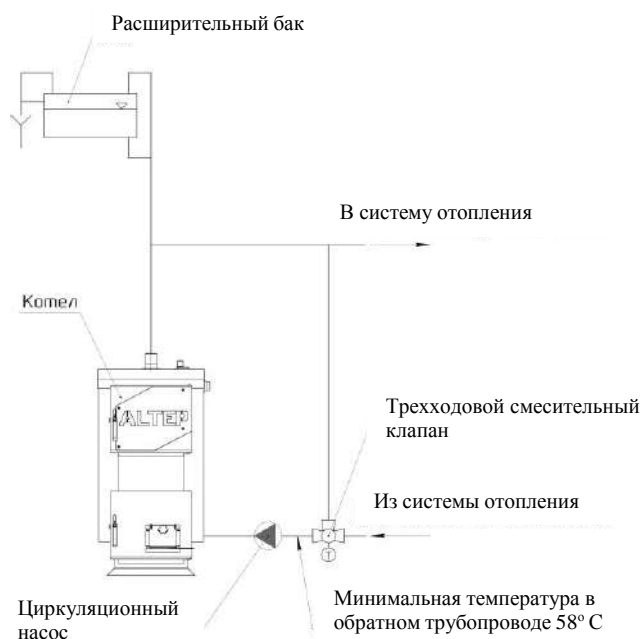 Расширительный бак
В систему отопления
Котел
ALTEP
Трехходовой смесительный
клапан
Из системы отопления
T
Циркуляционный
насос
Минимальная температура в
обратном трубопроводе 58° С